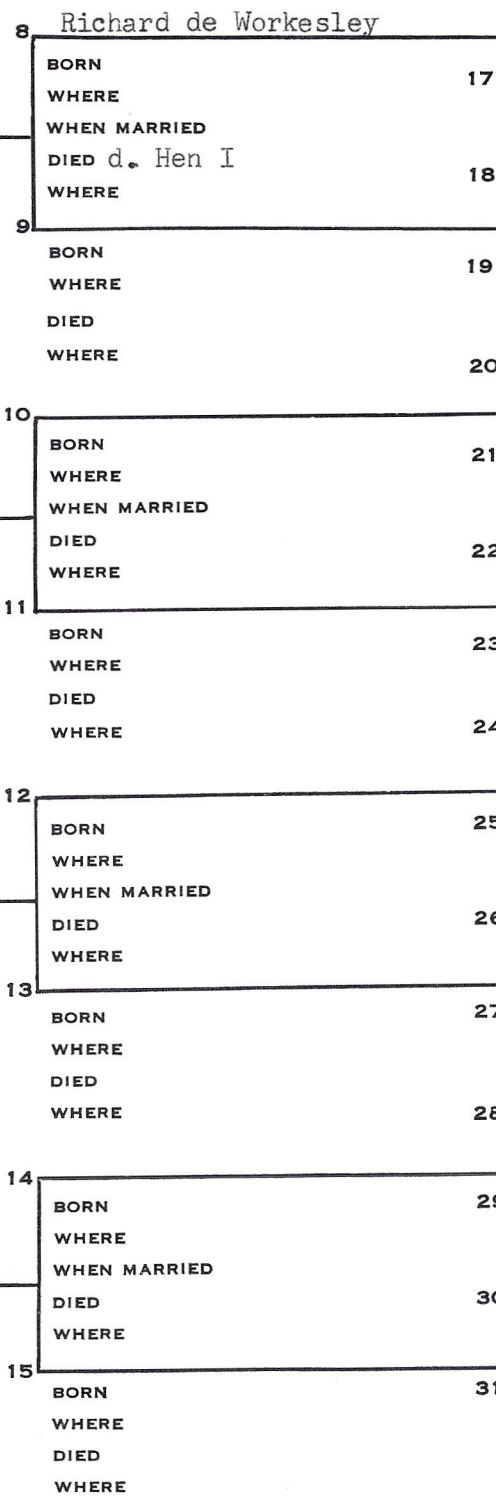 8 Richard de Workesley
BORN 17
WHERE
WHEN MARRIED
DIED d. Hen I
18
WHERE
9
BORN
19
WHERE
DIED
WHERE
20
10
BORN
21
WHERE
WHEN MARRIED
DIED
22
WHERE
11
BORN
23
WHERE
DIED
WHERE
24
12
BORN
25
WHERE
WHEN MARRIED
DIED
26
WHERE
13
BORN
27
WHERE
DIED
WHERE
28
14
BORN
29
WHERE
WHEN MARRIED
DIED
30
WHERE
15
BORN
31
WHERE
DIED
WHERE